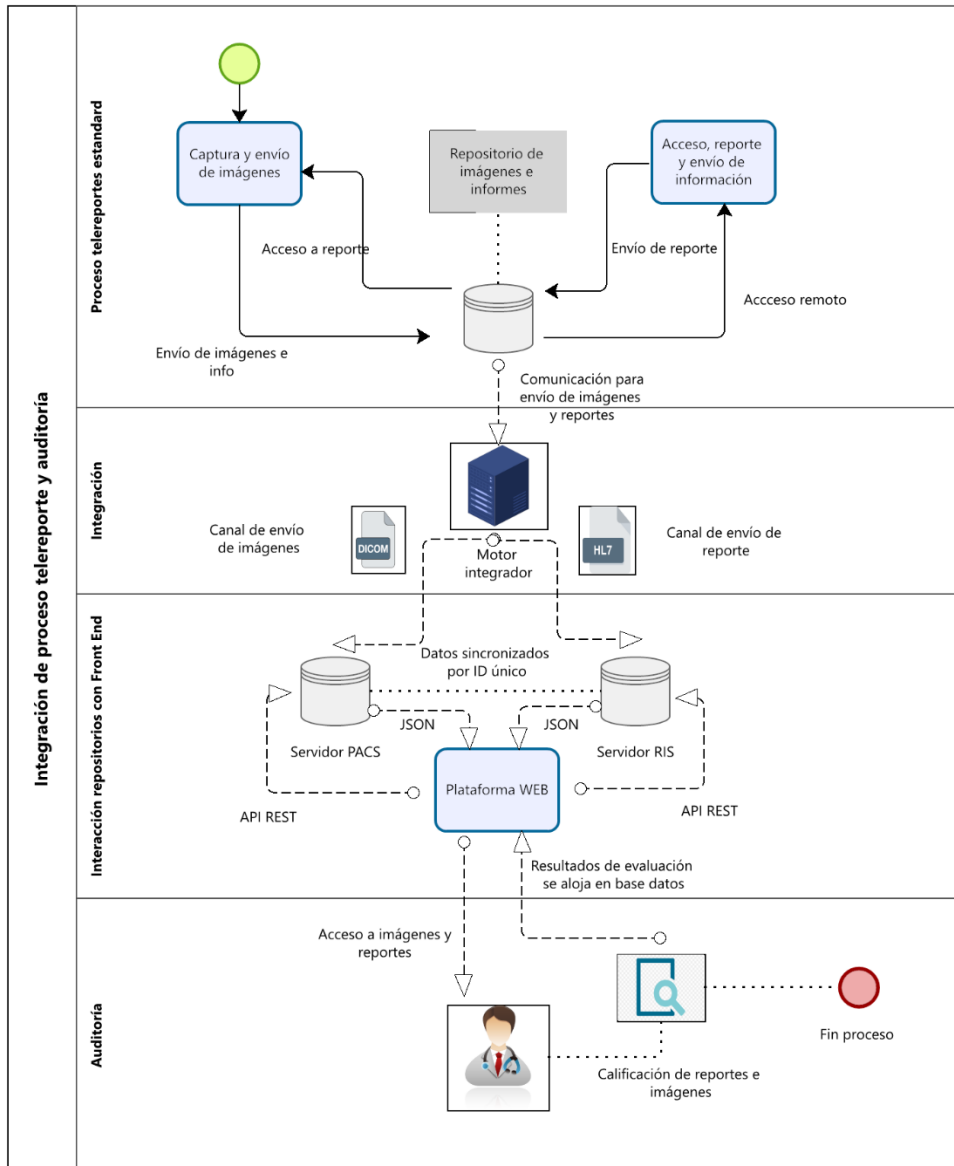 Integración de proceso telereporte y auditoría
Proceso telereportes estandard
Captura y envío
de imágenes
Repositorio de
imágenes e
informes
Acceso, reporte
y envío de
información
Acceso a reporte
Envío de reporte
Accceso remoto
Envío de imágenes e
info
Comunicación para
envío de imágenes
y reportes
Integración
Canal de envío
de imágenes
DICOM
Motor
integrador
HL7
Canal de envío de
reporte
Interacción repositorios con Front End
Datos sincronizados
por ID único
JSON
JSON
Servidor PACS
Servidor RIS
Plataforma WEB
API REST
API REST
Resultados de evaluación
se aloja en base datos
Auditoría
Acceso a imágenes y
reportes
Fin proceso
Calificación de reportes e
imágenes